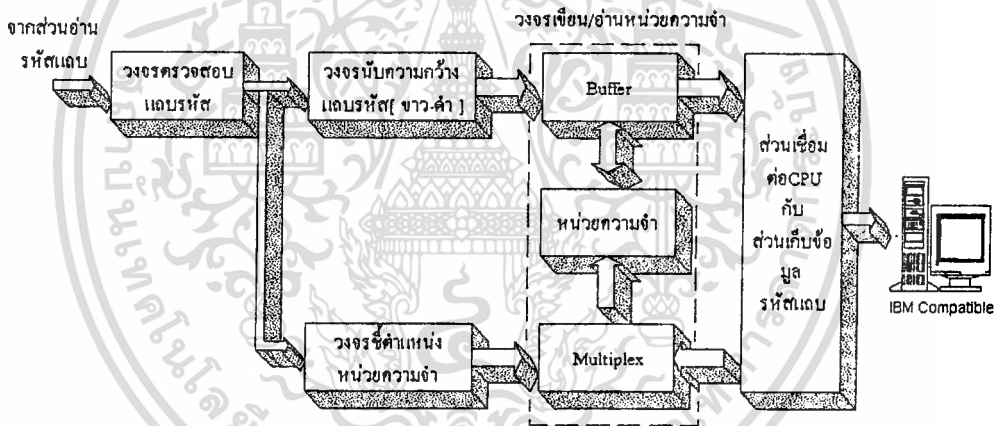 วงจรเขียน/อ่านหน่วยความจำ
จากส่วนอ่าน
รหัสแถบ
วงจรตรวจสอบ
แถบรหัส
วงจรนับความกว้าง
แถบรหัส[ ขาว-ดำ ]
Buffer
หน่วยความจำ
วงจรชี้ตำแหน่ง
หน่วยความจำ
Multiplex
ส่วนเชื่อม
ต่อCPU
กับ
ส่วนเก็บข้อ
มูล
รหัสแถบ
IBM Compatible